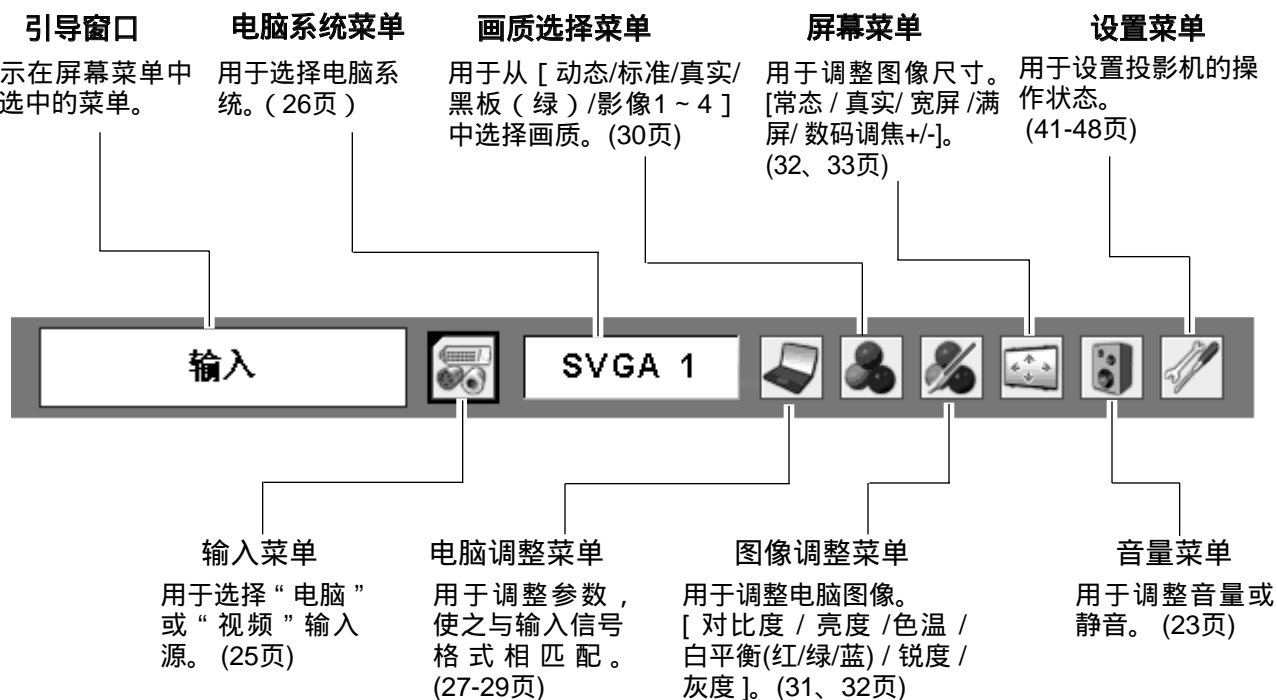 引导窗口
示在屏幕菜单中
选中的菜单。
电脑系统菜单
用于选择电脑系
统。(26页)
画质选择菜单
用于从 [ 动态/标准/真实/
黑板(绿)/影像1 ~ 4 ]
中选择画质。(30页)
屏幕菜单
用于调整图像尺寸。
[常态 / 真实/ 宽屏 /满
屏/ 数码调焦+/-]。
(32、33页)
设置菜单
用于设置投影机的操
作状态。
(41-48页)
输入
SVGA 1
输入菜单
用于选择“电脑”
或“视频”输入
源。 (25页)
电脑调整菜单
用于调整参数,
使之与输入信号
格式相匹配。
(27-29页)
图像调整菜单
用于调整电脑图像。
[ 对比度 / 亮度 /色温 /
白平衡(红/绿/蓝) / 锐度 /
灰度 ]。(31、32页)
音量菜单
用于调整音量或
静音。 (23页)